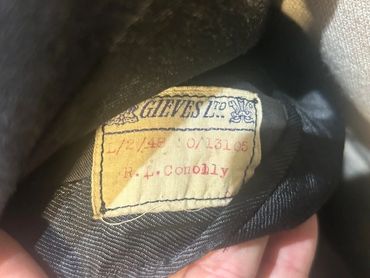 GIEVES LTD.
/2/48 O/13105
R. L. Conolly